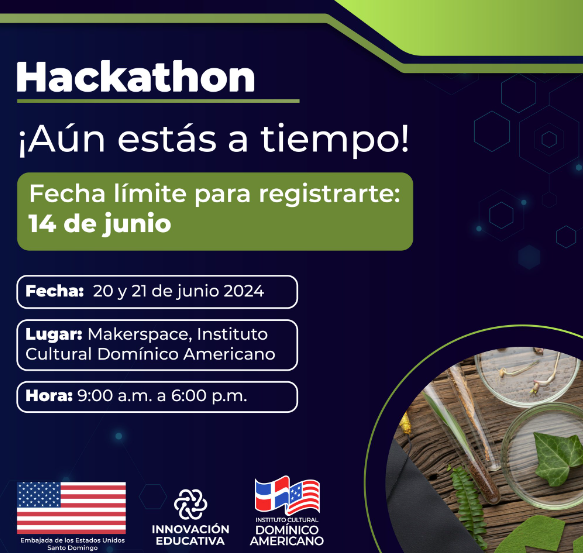 Hackathon
¡Aún estás a tiempo!
Fecha límite para registrarte:
14 de junio
Fecha: 20 y 21 de junio 2024
Lugar: Makerspace, Instituto
Cultural Domínico Americano
Hora: 9:00 a.m. a 6:00 p.m.
Embajada de los Estados Unidos
Santo Domingo
INNOVACIÓN
EDUCATIVA
INSTITUTO CULTURAL
DOMÍNICO
AMERICANO